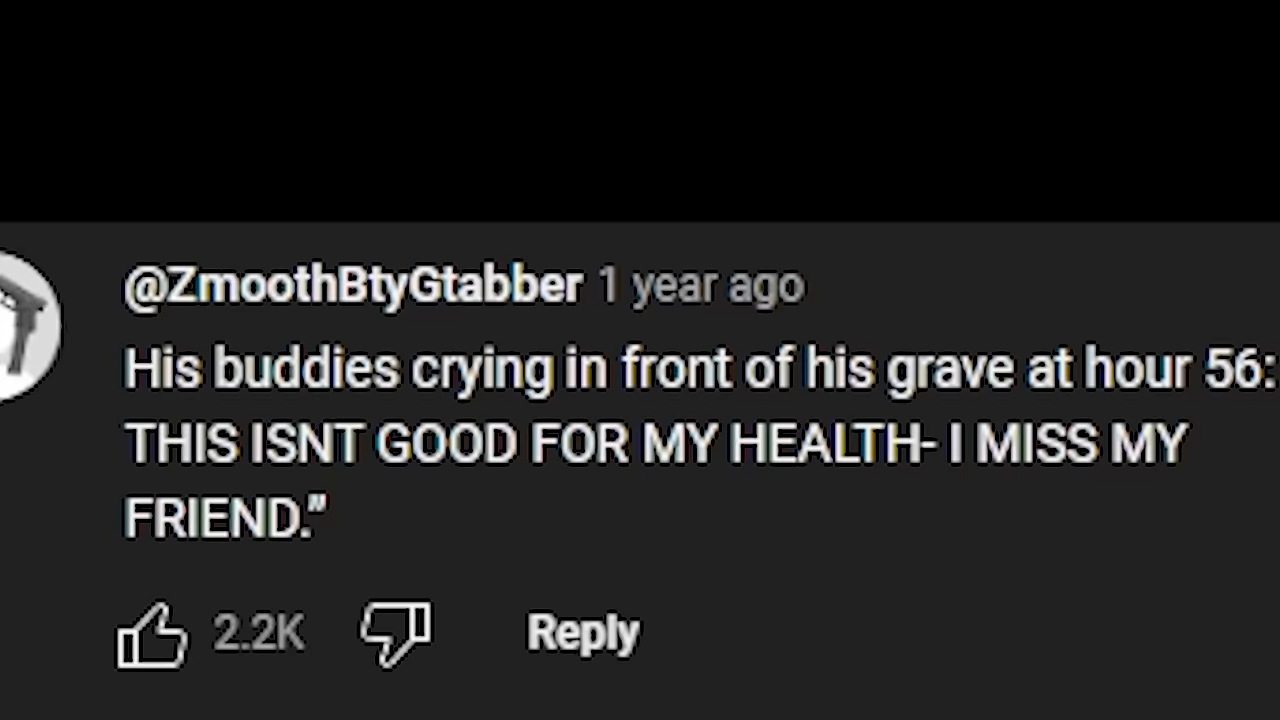 @ZmoothBtyGtabber 1 year ago
His buddies crying in front of his grave at hour 56:
THIS ISNT GOOD FOR MY HEALTH- I MISS MY
FRIEND.”
2.2K Reply